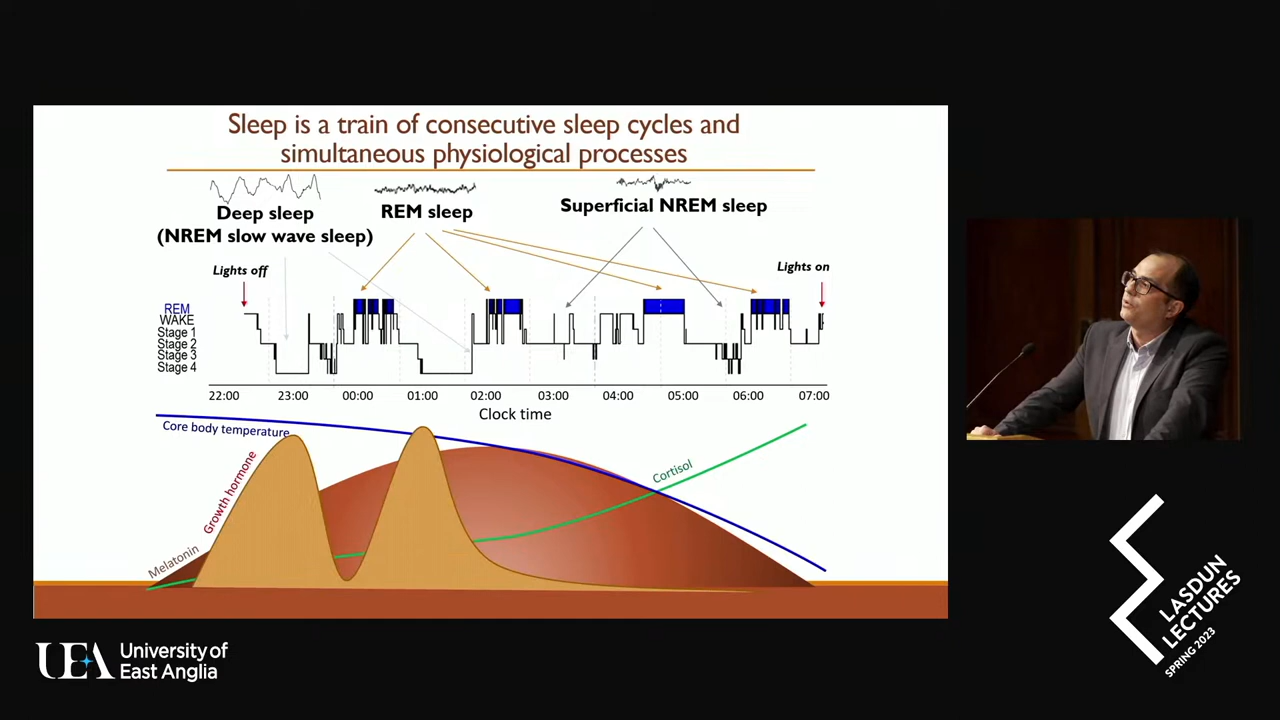 Sleep is a train of consecutive sleep cycles and
simultaneous physiological processes
Deep sleep
(NREM slow wave sleep)
REM sleep
Superficial NREM sleep
Lights off
Lights on
REM
WAKE
Stage 1
Stage 2
Stage 3
Stage 4
22:00 23:00 00:00 01:00 02:00 03:00 04:00 05:00 06:00 07:00
Clock time
Core body temperature
Growth hormone
Cortisol
Melatonin
UEA University of
East Anglia
LASDUN
LECTURES
SPRING 2023